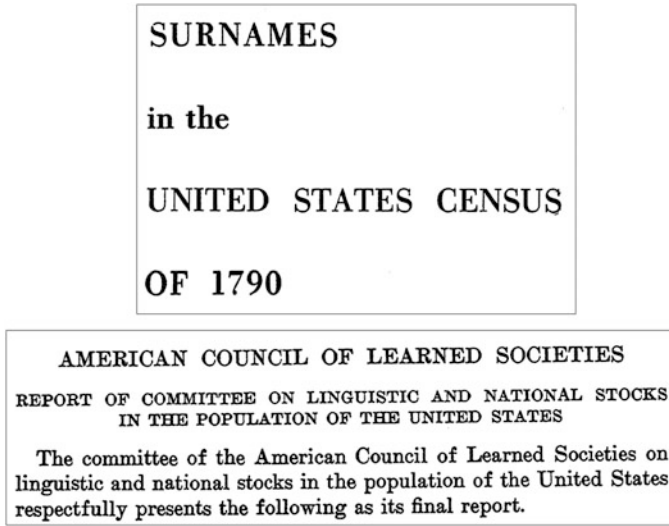 SURNAMES
in the
UNITED STATES CENSUS
OF 1790
AMERICAN COUNCIL OF LEARNED SOCIETIES
REPORT OF COMMITTEE ON LINGUISTIC AND NATIONAL STOCKS
IN THE POPULATION OF THE UNITED STATES
The committee of the American Council of Learned Societies on
linguistic and national stocks in the population of the United States
respectfully presents the following as its final report.